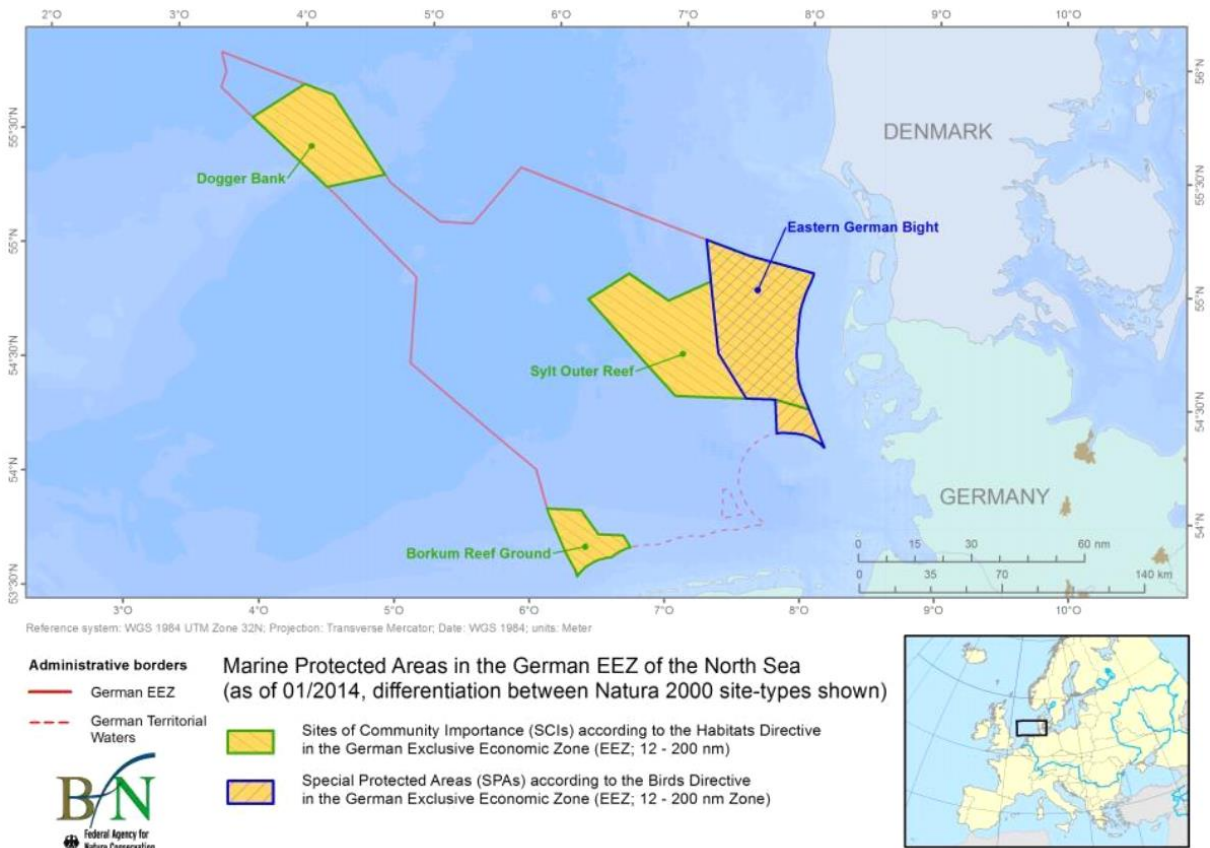 2°O 3°O 4°O 5°O 6°O 7°O 8°O 9°O 10°O
56°N
55°30'N
55°30'N
DENMARK
Dogger Bank
Eastern German Bight
55°N
55°N
Sylt Outer Reef
54°30'N
54°30'N
54°N
54°N
GERMANY
Borkum Reef Ground
0 15 30 60 nm
0 35 70 140 km
53°30'N
3°O 4°O 5°O 6°O 7°O 8°O 9°O 10°O
Reference system: WGS 1984 UTM Zone 32N; Projection: Transverse Mercator; Date: WGS 1984; units: Meter
Administrative borders
German EEZ
German Territorial
Waters
Marine Protected Areas in the German EEZ of the North Sea
(as of 01/2014, differentiation between Natura 2000 site-types shown)
Sites of Community Importance (SCIs) according to the Habitats Directive
in the German Exclusive Economic Zone (EEZ; 12 - 200 nm)
Special Protected Areas (SPAs) according to the Birds Directive
in the German Exclusive Economic Zone (EEZ; 12 - 200 nm Zone)
BfN
Federal Agency for
Nature Conservation